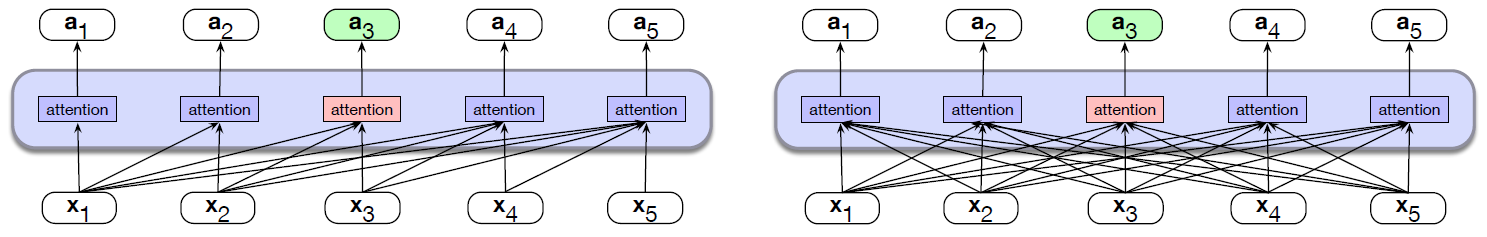 a1 a2 a3 a4 a5 a1 a2 a3 a4 a5
attention attention attention attention attention attention attention attention attention attention
x1 x2 x3 x4 x5 x1 x2 x3 x4 x5